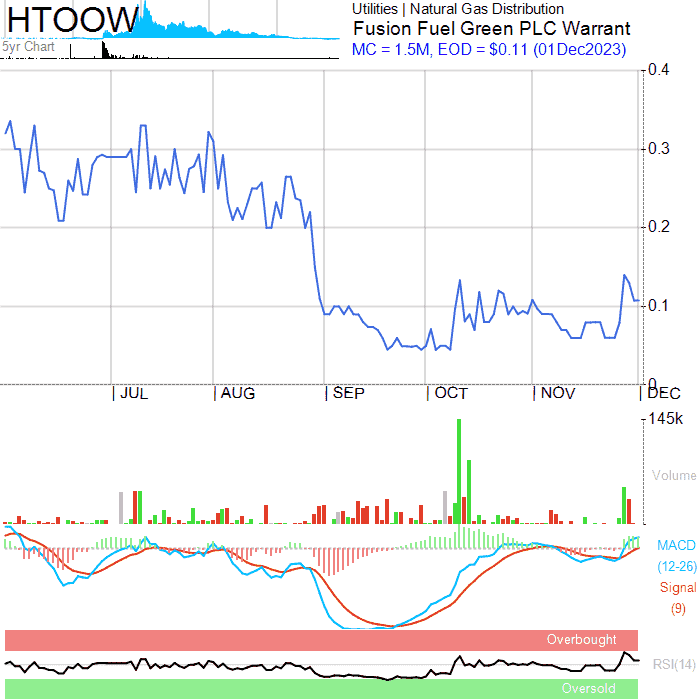 HTOOW
5yr Chart
Utilities | Natural Gas Distribution
Fusion Fuel Green PLC Warrant
MC = 1.5M, EOD = $0.11 (01Dec2023)
0.4
0.3
0.2
0.1
0
| JUL | AUG | SEP | OCT | NOV | DEC
145k
Volume
MACD
(12-26)
Signal
(9)
Overbought
RSI(14)
Oversold